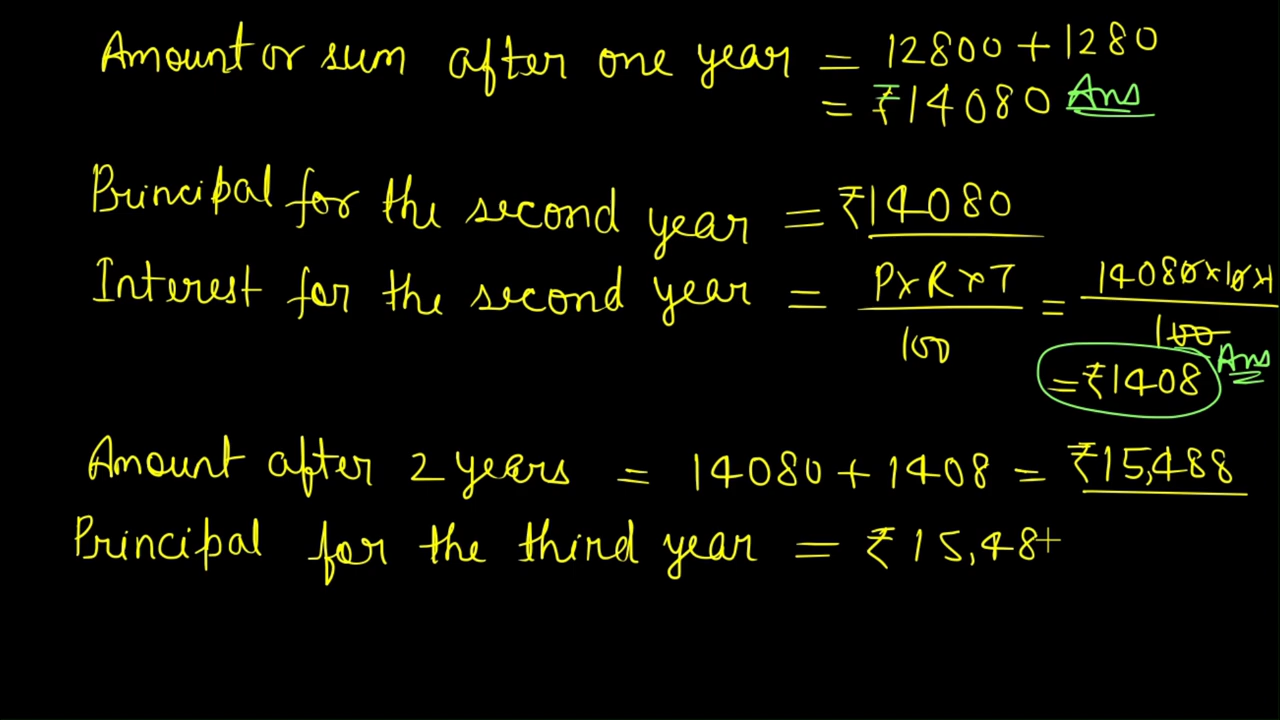 Amount or sum after one year = 12800 + 1280
= ₹14080 Ans
Principal for the second year = ₹14080
Interest for the second year = P×R×T / 100 = 14080×10×1 / 100
= ₹1408 Ans
Amount after 2 years = 14080 + 1408 = ₹15,488
Principal for the third year = ₹15,48